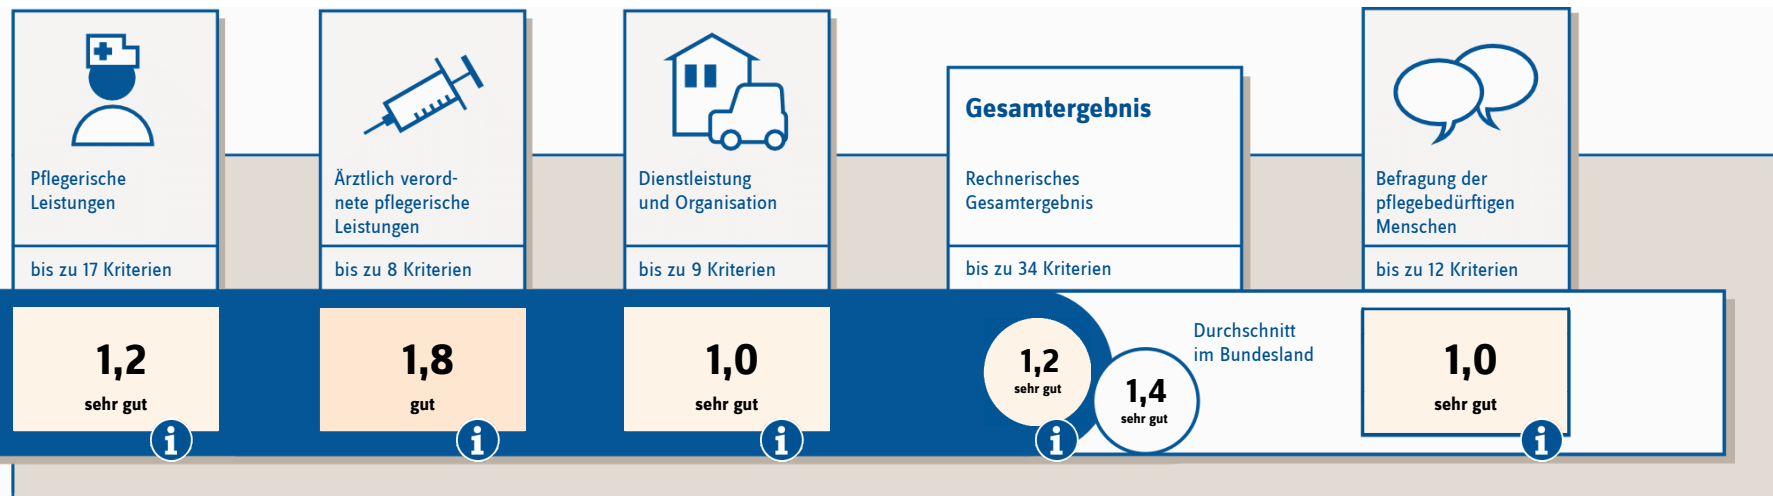 Pflegerische
Leistungen
bis zu 17 Kriterien
1,2
sehr gut
i
Ärztlich verord-
nete pflegerische
Leistungen
bis zu 8 Kriterien
1,8
gut
i
Dienstleistung
und Organisation
bis zu 9 Kriterien
1,0
sehr gut
i
Gesamtergebnis
Rechnerisches
Gesamtergebnis
bis zu 34 Kriterien
1,2
sehr gut
i
1,4
sehr gut
Durchschnitt
im Bundesland
Befragung der
pflegebedürftigen
Menschen
bis zu 12 Kriterien
1,0
sehr gut
i